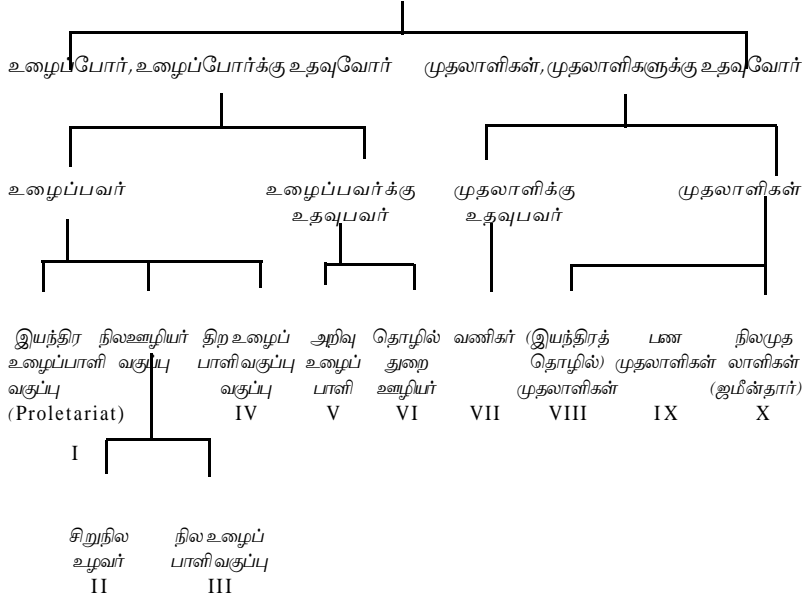 உழைப்போர், உழைப்போர்க்கு உதவுவோர் முதலாளிகள், முதலாளிகளுக்கு உதவுவோர்
உழைப்பவர் உழைப்பவர்க்கு முதலாளிக்கு முதலாளிகள்
உதவுபவர் உதவுபவர்
இயந்திர நிலஊழியர் திற உழைப் அறிவு தொழில் வணிகர் (இயந்திரத் பண நிலமுத
உழைப்பாளி வகுப்பு பாளி வகுப்பு உழைப் துறை தொழில்) முதலாளிகள் லாளிகள்
வகுப்பு வகுப்பு பாளி ஊழியர் முதலாளிகள் (ஜமீன்தார்)
(Proletariat) IV V VI VII VIII IX X
I
சிறுநில நில உழைப்
உழவர் பாளி வகுப்பு
II III